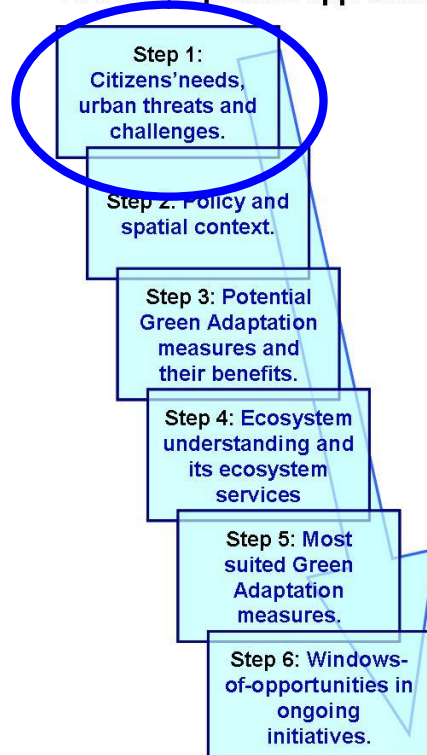 Step 1:
Citizens'needs,
urban threats and
challenges.
Step 2: Policy and
spatial context.
Step 3: Potential
Green Adaptation
measures and
their benefits.
Step 4: Ecosystem
understanding and
its ecosystem
services
Step 5: Most
suited Green
Adaptation
measures.
Step 6: Windows-
of-opportunities in
ongoing
initiatives.